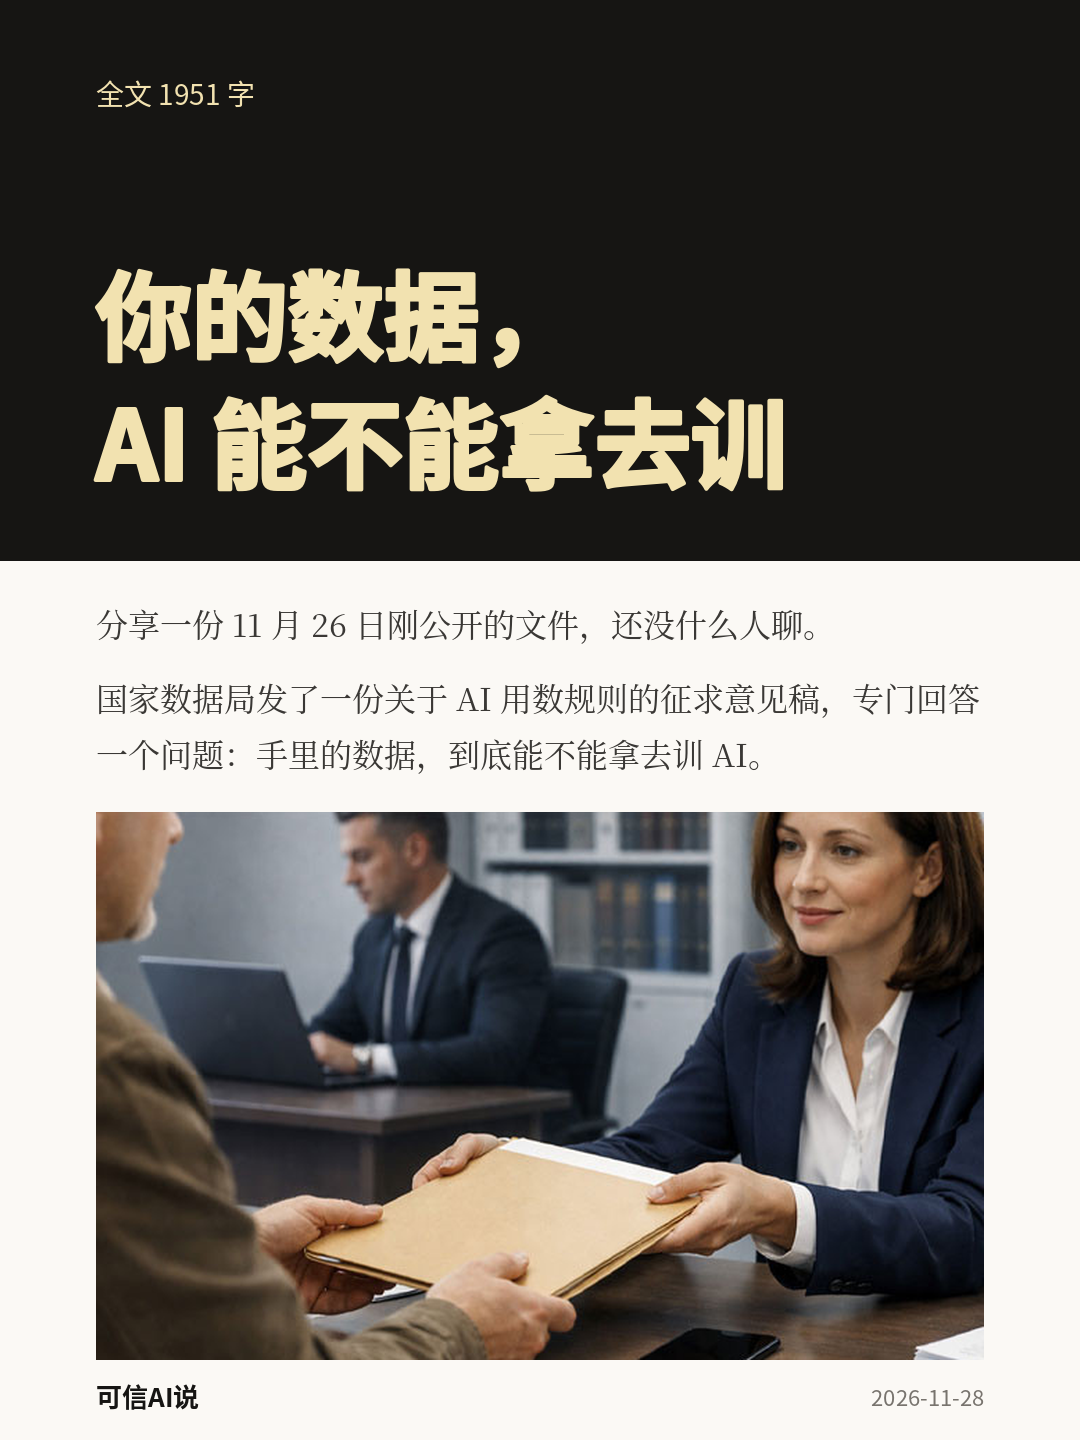 全文 1951 字
你的数据，
AI 能不能拿去训
分享一份 11 月 26 日刚公开的文件，还没什么人聊。
国家数据局发了一份关于 AI 用数规则的征求意见稿，专门回答
一个问题：手里的数据，到底能不能拿去训 AI。
可信AI说
2026-11-28